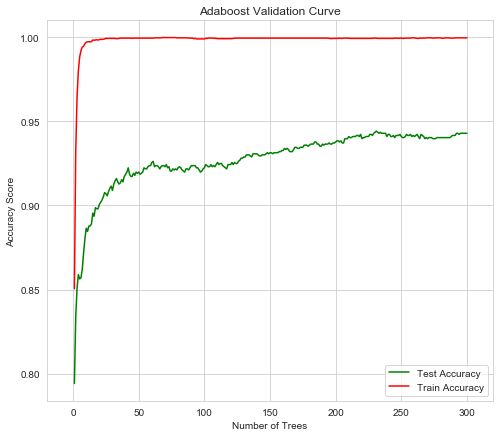 Adaboost Validation Curve
Accuracy Score
1.00
0.95
0.90
0.85
0.80
0
50
100
150
200
250
300
Number of Trees
Test Accuracy
Train Accuracy